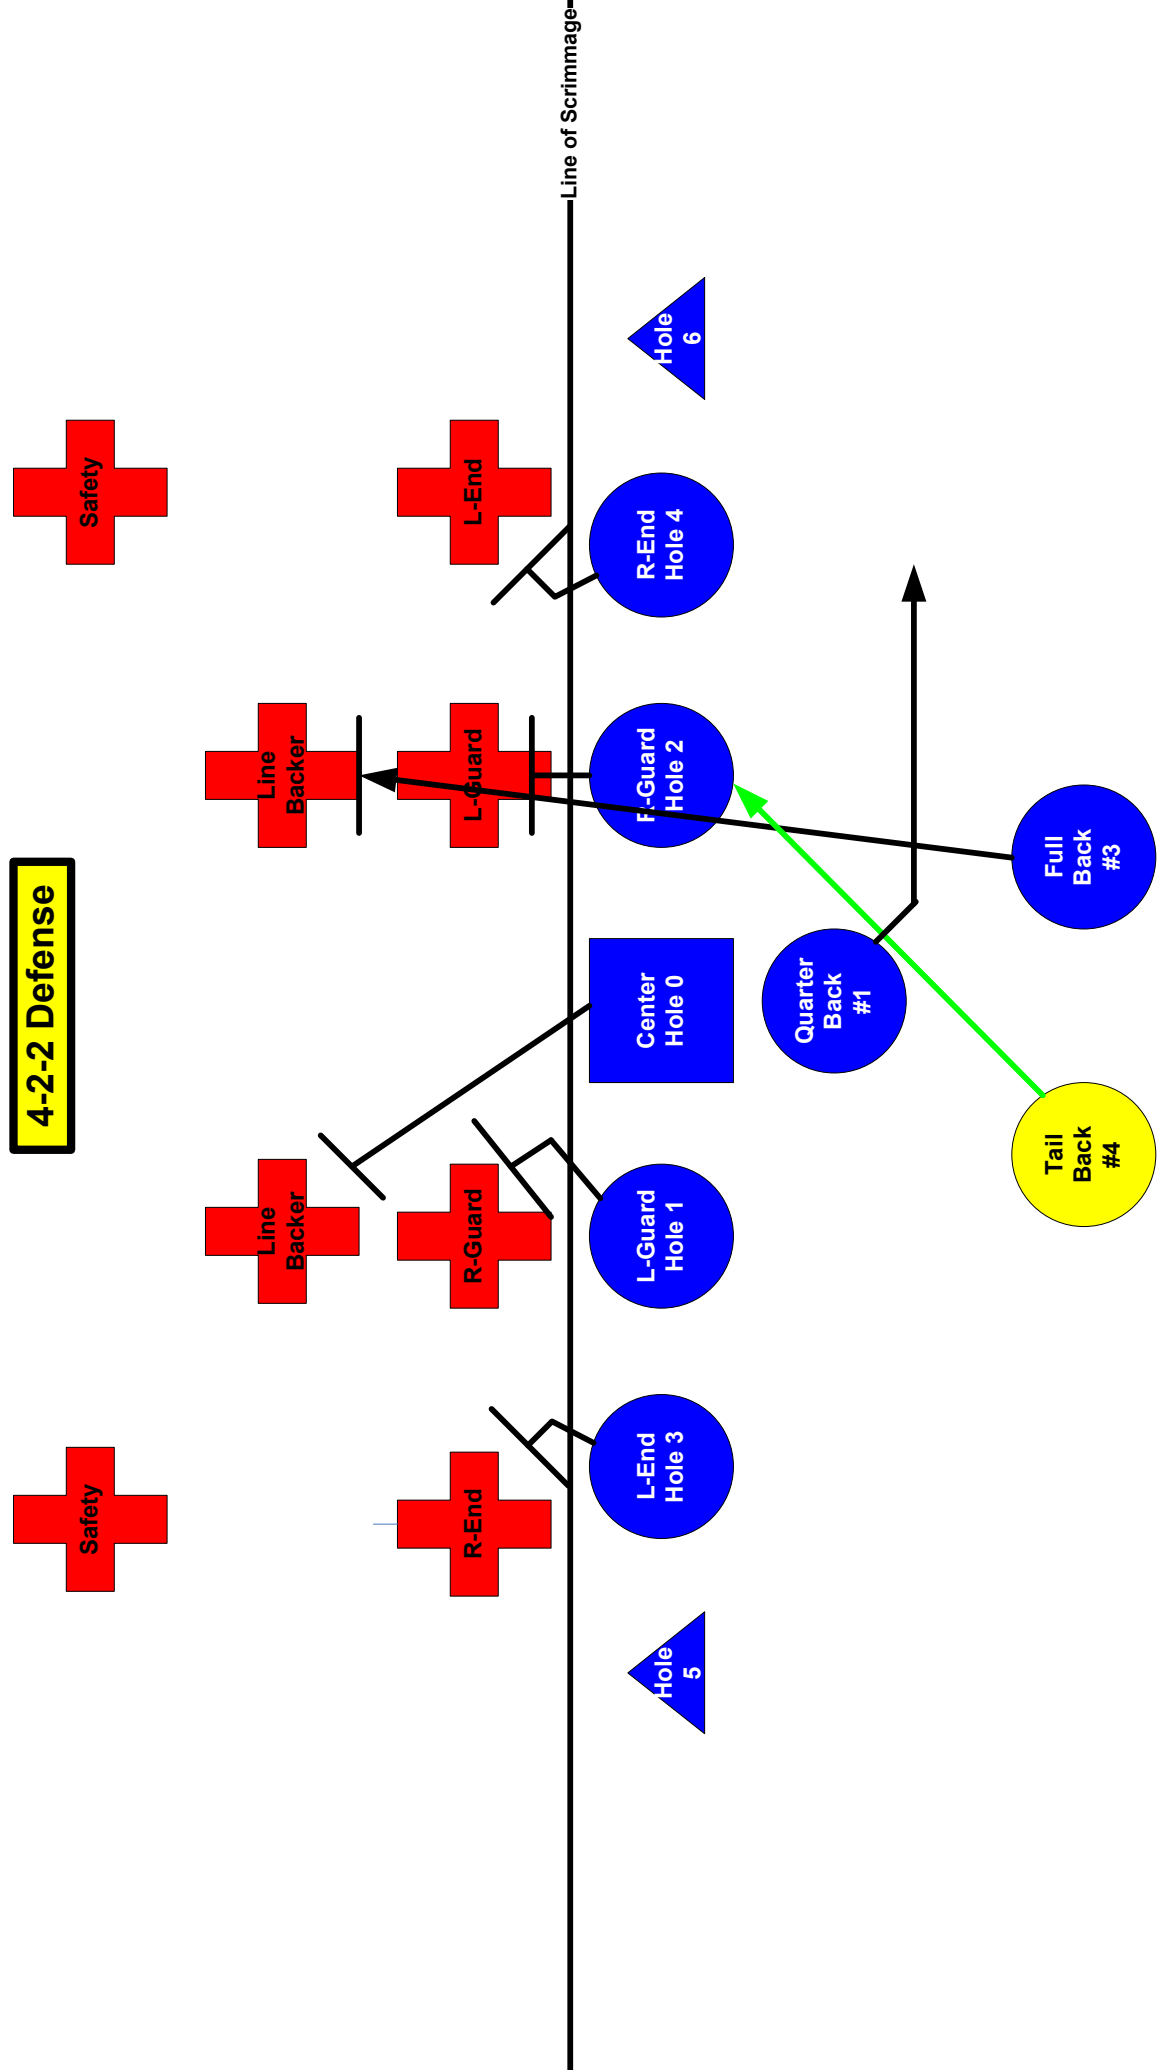 4-2-2 Defense
Safety
Safety
Line
Backer
Line
Backer
R-End
R-Guard
L-Guard
L-End
Line of Scrimmage
Hole
5
L-End
Hole 3
L-Guard
Hole 1
Center
Hole 0
R-Guard
Hole 2
R-End
Hole 4
Hole
6
Quarter
Back
#1
Tail
Back
#4
Full
Back
#3